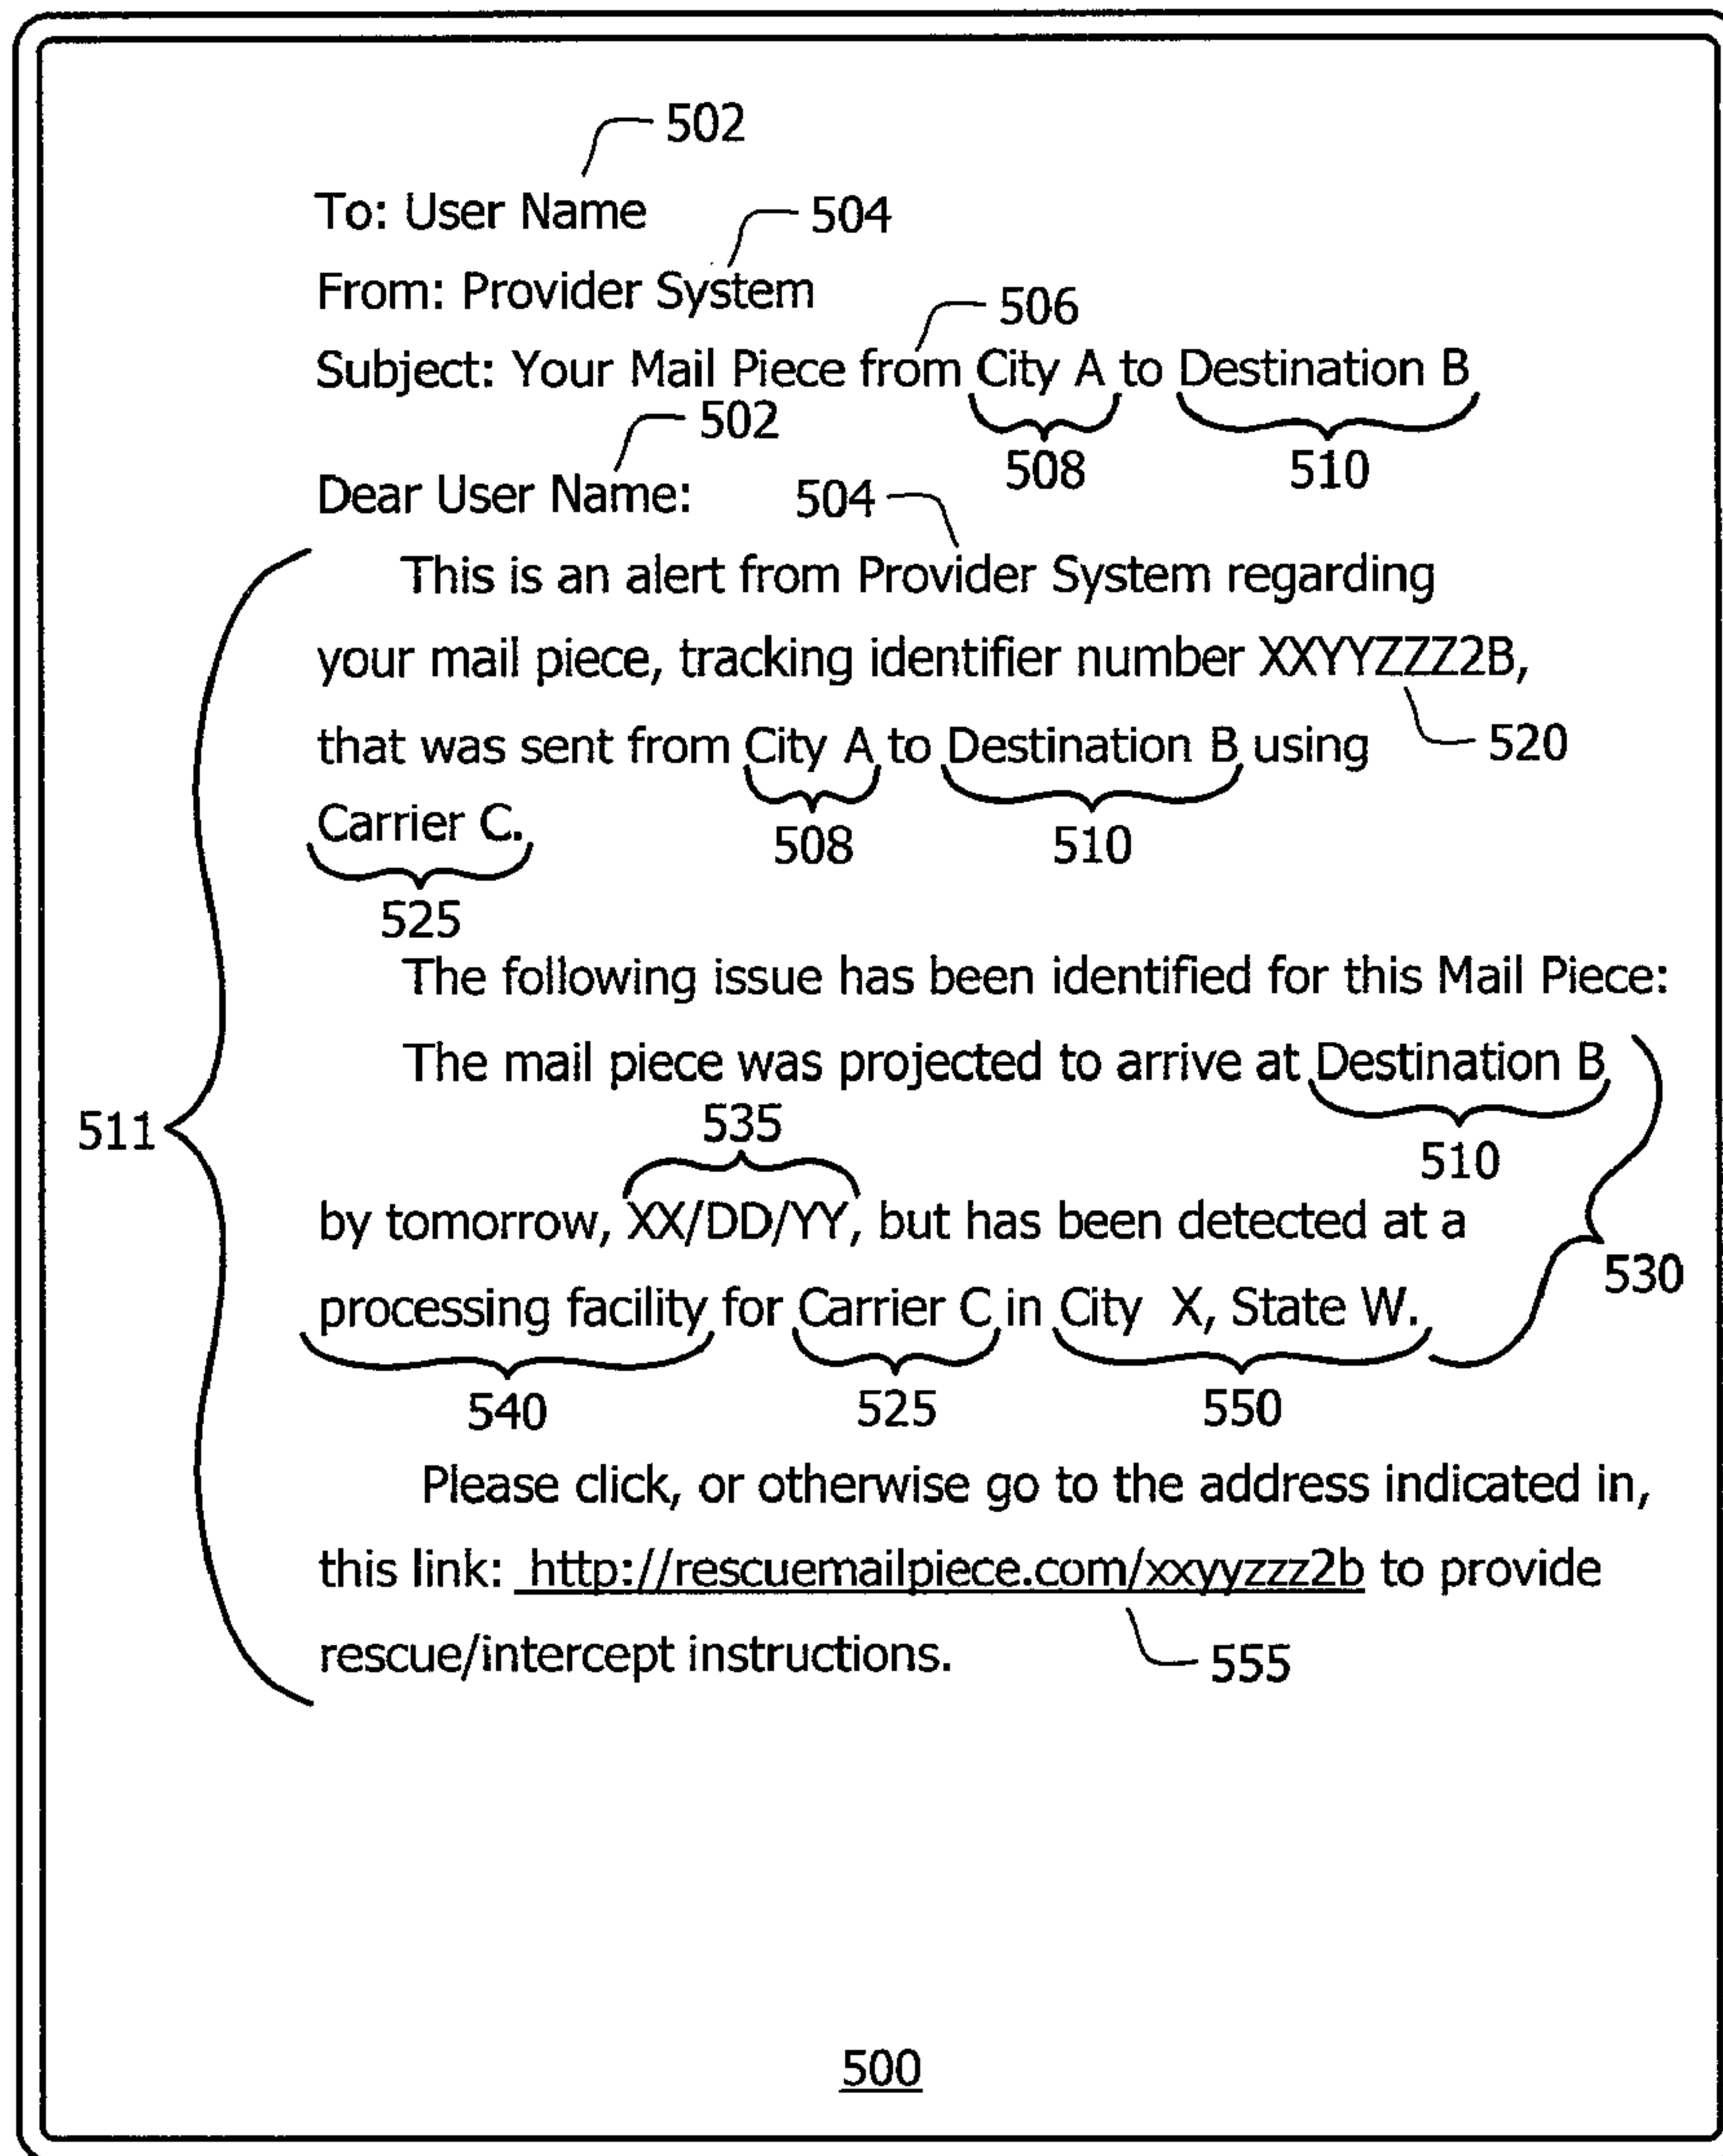 502
To: User Name
504
From: Provider System
506
Subject: Your Mail Piece from City A to Destination B
502
508 510
Dear User Name:
504
This is an alert from Provider System regarding
your mail piece, tracking identifier number XXYYZZZ2B,
520
that was sent from City A to Destination B using
508 510
Carrier C.
525
The following issue has been identified for this Mail Piece:
The mail piece was projected to arrive at Destination B
511
535
510
by tomorrow, XX/DD/YY, but has been detected at a
530
processing facility for Carrier C in City X, State W.
540 525 550
Please click, or otherwise go to the address indicated in,
this link: http://rescuemailpiece.com/xxyyzzz2b to provide
rescue/intercept instructions.
555
500